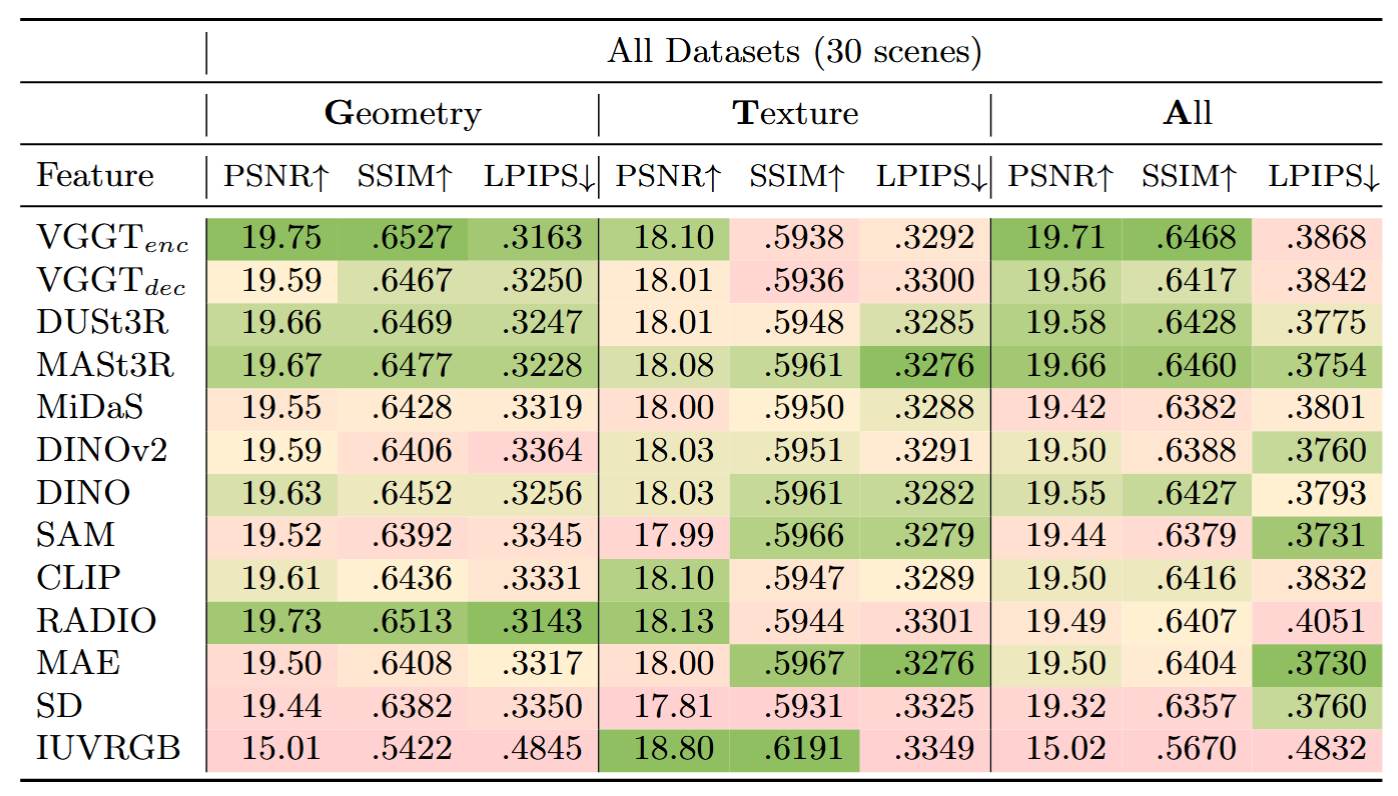 All Datasets (30 scenes)
Geometry Texture All
Feature PSNR↑ SSIM↑ LPIPS↓ PSNR↑ SSIM↑ LPIPS↓ PSNR↑ SSIM↑ LPIPS↓
VGGTenc 19.75 .6527 .3163 18.10 .5938 .3292 19.71 .6468 .3868
VGGTdec 19.59 .6467 .3250 18.01 .5936 .3300 19.56 .6417 .3842
DUSt3R 19.66 .6469 .3247 18.01 .5948 .3285 19.58 .6428 .3775
MASt3R 19.67 .6477 .3228 18.08 .5961 .3276 19.66 .6460 .3754
MiDaS 19.55 .6428 .3319 18.00 .5950 .3288 19.42 .6382 .3801
DINOv2 19.59 .6406 .3364 18.03 .5951 .3291 19.50 .6388 .3760
DINO 19.63 .6452 .3256 18.03 .5961 .3282 19.55 .6427 .3793
SAM 19.52 .6392 .3345 17.99 .5966 .3279 19.44 .6379 .3731
CLIP 19.61 .6436 .3331 18.10 .5947 .3289 19.50 .6416 .3832
RADIO 19.73 .6513 .3143 18.13 .5944 .3301 19.49 .6407 .4051
MAE 19.50 .6408 .3317 18.00 .5967 .3276 19.50 .6404 .3730
SD 19.44 .6382 .3350 17.81 .5931 .3325 19.32 .6357 .3760
IUVRGB 15.01 .5422 .4845 18.80 .6191 .3349 15.02 .5670 .4832